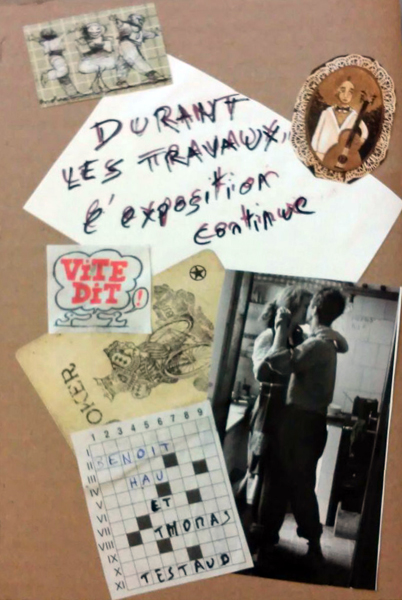 DURANT
LES TRAVAUX,
l'exposition
continue
VITE
DIT!
JOKER
1 2 3 4 5 6 7 8 9
I
II
III
IV
V
VI
VII
VIII
IX
X
XI
BENOIT
HAU
ET
THOMAS
TESTAUD